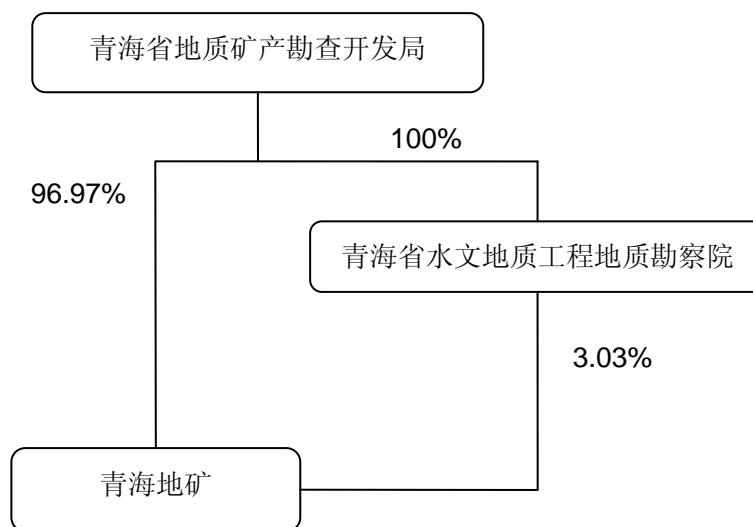 青海省地质矿产勘查开发局
100%
96.97%
青海省水文地质工程地质勘察院
3.03%
青海地矿